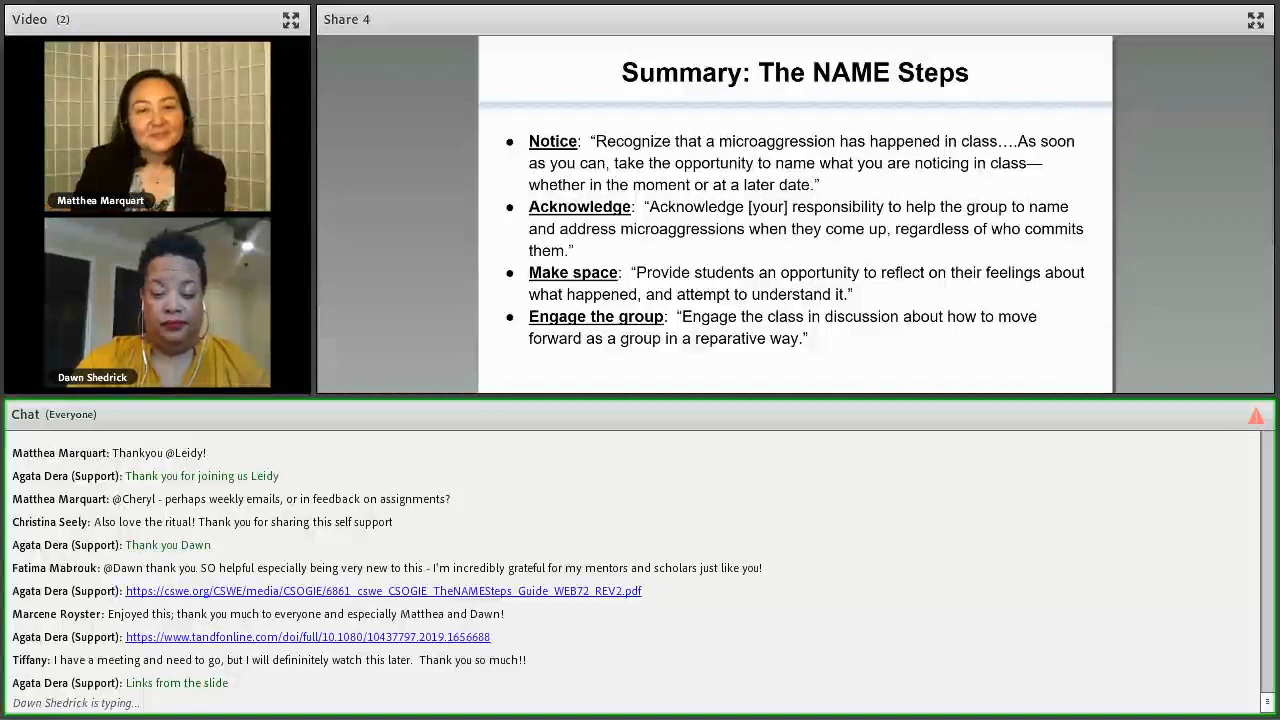 Video (2)
Matthea Marquart
Dawn Shedrick
Share 4
Summary: The NAME Steps
● Notice: “Recognize that a microaggression has happened in class….As soon
as you can, take the opportunity to name what you are noticing in class—
whether in the moment or at a later date.”
● Acknowledge: “Acknowledge [your] responsibility to help the group to name
and address microaggressions when they come up, regardless of who commits
them.”
● Make space: “Provide students an opportunity to reflect on their feelings about
what happened, and attempt to understand it.”
● Engage the group: “Engage the class in discussion about how to move
forward as a group in a reparative way.”
Chat (Everyone)
Matthea Marquart: Thankyou @Leidy!
Agata Dera (Support): Thank you for joining us Leidy
Matthea Marquart: @Cheryl - perhaps weekly emails, or in feedback on assignments?
Christina Seely: Also love the ritual! Thank you for sharing this self support
Agata Dera (Support): Thank you Dawn
Fatima Mabrouk: @Dawn thank you. SO helpful especially being very new to this - I'm incredibly grateful for my mentors and scholars just like you!
Agata Dera (Support): https://cswe.org/CSWE/media/CSOGIE/6861_cswe_CSOGIE_TheNAMESteps_Guide_WEB72_REV2.pdf
Marcene Royster: Enjoyed this; thank you much to everyone and especially Matthea and Dawn!
Agata Dera (Support): https://www.tandfonline.com/doi/full/10.1080/10437797.2019.1656688
Tiffany: I have a meeting and need to go, but I will defininitely watch this later. Thank you so much!!
Agata Dera (Support): Links from the slide
Dawn Shedrick is typing...